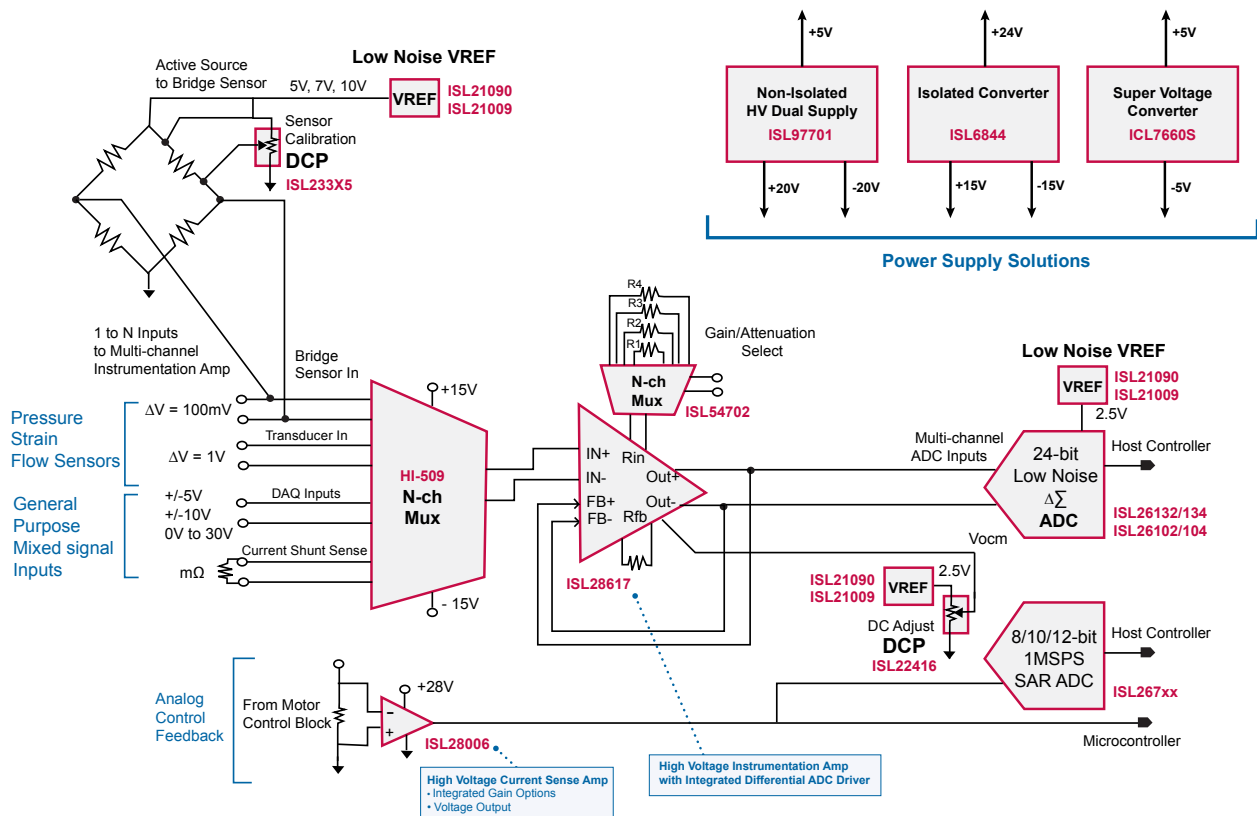 Active Source
to Bridge Sensor
Low Noise VREF
5V, 7V, 10V
VREF
ISL21090
ISL21009
Sensor
Calibration
DCP
ISL233X5
+5V
Non-Isolated
HV Dual Supply
ISL97701
+20V
-20V
+24V
Isolated Converter
ISL6844
+15V
-15V
+5V
Super Voltage
Converter
ICL7660S
-5V
Power Supply Solutions
1 to N Inputs
to Multi-channel
Instrumentation Amp
Bridge
Sensor In
R4
R3
R2
R1
Gain/Attenuation
Select
N-ch
Mux
ISL54702
Low Noise VREF
VREF
ISL21090
ISL21009
2.5V
Pressure
Strain
Flow Sensors
ΔV = 100mV
Transducer In
ΔV = 1V
General
Purpose
Mixed signal
Inputs
+/-5V
+/-10V
0V to 30V
DAQ Inputs
Current Shunt Sense
mΩ
+15V
HI-509
N-ch
Mux
- 15V
IN+
IN-
FB+
FB-
Rin
Out+
Out-
Rfb
ISL28617
Multi-channel
ADC Inputs
24-bit
Low Noise
Δ∑
ADC
Host Controller
ISL26132/134
ISL26102/104
Vocm
ISL21090
ISL21009
VREF
2.5V
DC Adjust
DCP
ISL22416
8/10/12-bit
1MSPS
SAR ADC
Host Controller
ISL267xx
Microcontroller
Analog
Control
Feedback
From Motor
Control Block
+28V
-
+
ISL28006
High Voltage Current Sense Amp
• Integrated Gain Options
• Voltage Output
High Voltage Instrumentation Amp
with Integrated Differential ADC Driver